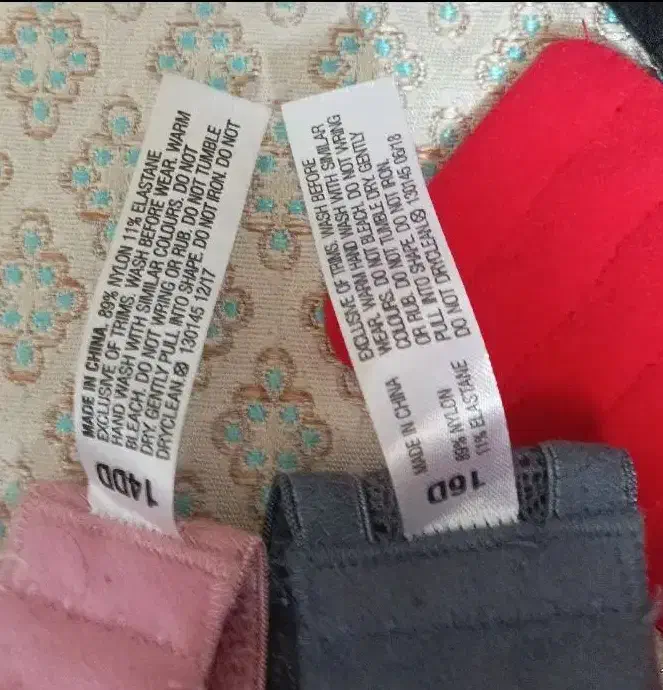 MADE IN CHINA. 89% NYLON 11% ELASTANE
EXCLUSIVE OF TRIMS. WASH BEFORE WEAR. WARM
HAND WASH WITH SIMILAR COLOURS. DO NOT
BLEACH. DO NOT WRING OR RUB. DO NOT TUMBLE
DRY. GENTLY PULL INTO SHAPE. DO NOT IRON. DO NOT
DRYCLEAN 130145 12/17
14DD
EXCLUSIVE OF TRIMS. WASH BEFORE
WEAR. WARM HAND WASH WITH SIMILAR
COLOURS. DO NOT BLEACH. DO NOT WRING
OR RUB. DO NOT TUMBLE DRY. GENTLY
PULL INTO SHAPE. DO NOT IRON.
DO NOT DRYCLEAN 130145 06/18
MADE IN CHINA
89% NYLON
11% ELASTANE
16D